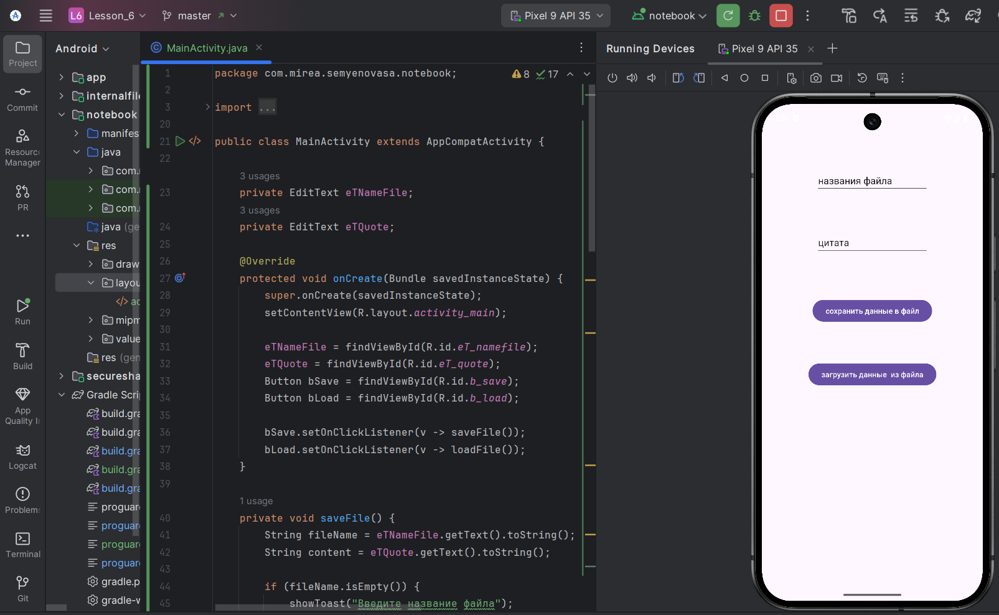 L6 Lesson_6 master Pixel 9 API 35 notebook
Project
Commit
Resource
Manager
PR
Run
Build
App
Quality
Logcat
Problems
Terminal
Git
Android
app
internalfile
notebook
manifes
java
com.
com.
com.
java (ge
res
draw
layou
ac
mipm
value
res (gen
securesha
Gradle Scri
build.gra
build.gra
build.gra
build.gra
build.gra
proguar
proguar
proguar
proguar
gradle.p
gradle-v
MainActivity.java
8 17
1 package com.mirea.semyenovasa.notebook;
2
3 import ...
20
21 public class MainActivity extends AppCompatActivity {
22
3 usages
23 private EditText eTNameFile;
3 usages
24 private EditText eTQuote;
25
26 @Override
27 protected void onCreate(Bundle savedInstanceState) {
28 super.onCreate(savedInstanceState);
29 setContentView(R.layout.activity_main);
30
31 eTNameFile = findViewById(R.id.eT_namefile);
32 eTQuote = findViewById(R.id.eT_quote);
33 Button bSave = findViewById(R.id.b_save);
34 Button bLoad = findViewById(R.id.b_load);
35
36 bSave.setOnClickListener(v -> saveFile());
37 bLoad.setOnClickListener(v -> loadFile());
38 }
39
1 usage
40 private void saveFile() {
41 String fileName = eTNameFile.getText().toString();
42 String content = eTQuote.getText().toString();
43
44 if (fileName.isEmpty()) {
45 showToast("Введите название файла");
Running Devices Pixel 9 API 35
названия файла
цитата
сохранить данные в файл
загрузить данные из файла